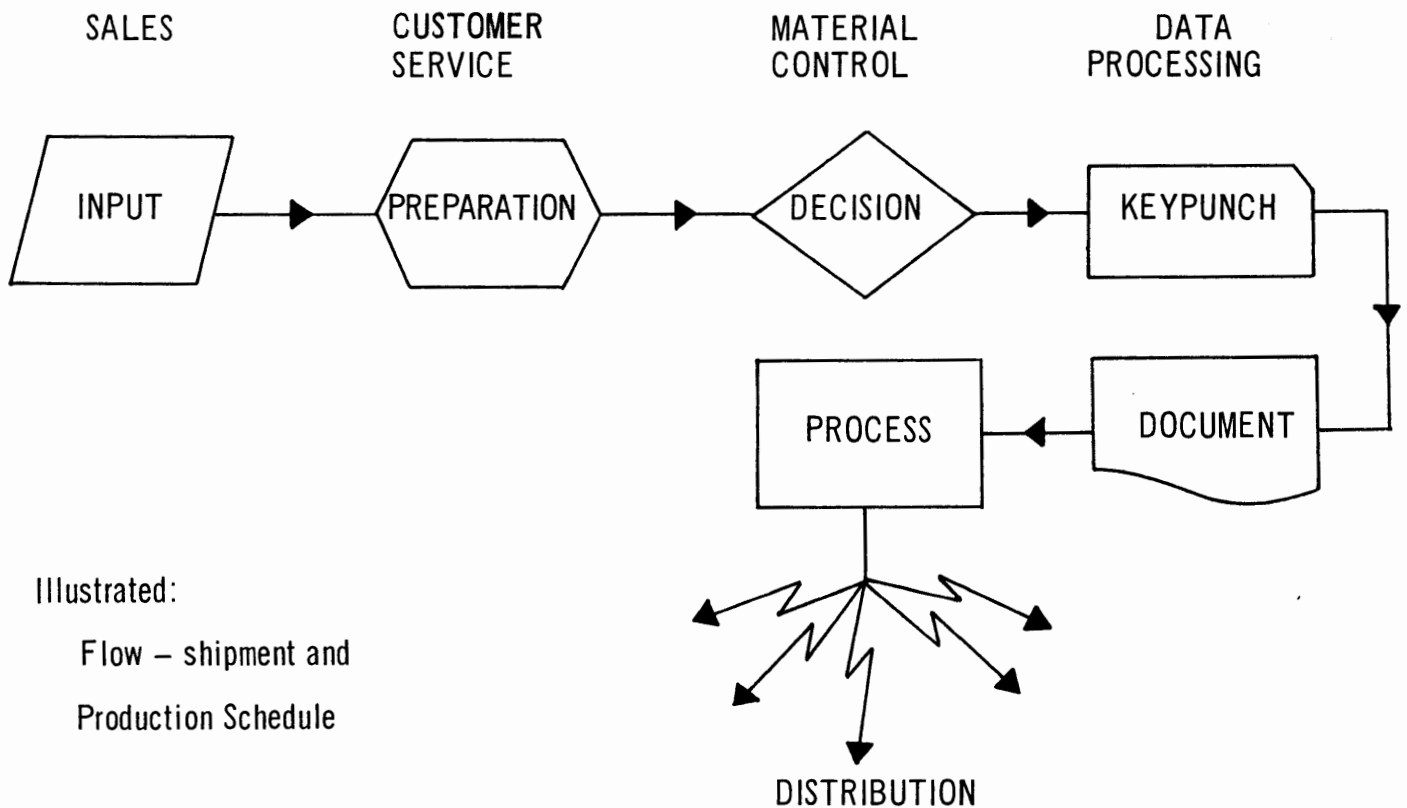 SALES
CUSTOMER
SERVICE
MATERIAL
CONTROL
DATA
PROCESSING
INPUT
PREPARATION
DECISION
KEYPUNCH
PROCESS
DOCUMENT
Illustrated:
Flow – shipment and
Production Schedule
DISTRIBUTION